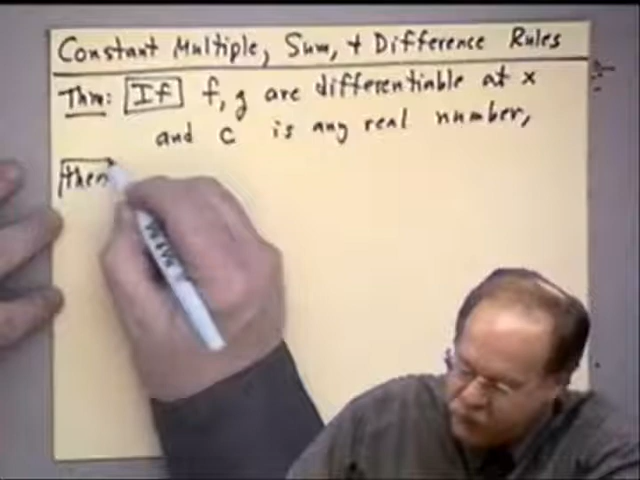 Constant Multiple, Sum, + Difference Rules
Thm: If f, g are differentiable at x
and c is any real number,
then